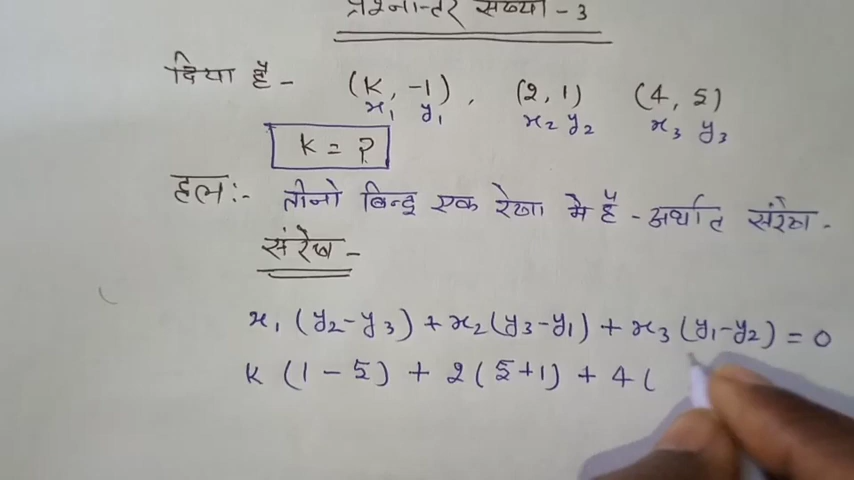 प्रश्नोत्तर संख्या - 3
दिया है - (K, -1), (2, 1) (4, 5)
x₁ y₁ x₂ y₂ x₃ y₃
K = ?
हल:- तीनो बिन्दु एक रेखा मे है - अर्थात संरेख -
संरेख -
x₁ (y₂-y₃) + x₂(y₃-y₁) + x₃(y₁-y₂) = 0
K (1 - 5) + 2(5+1) + 4(